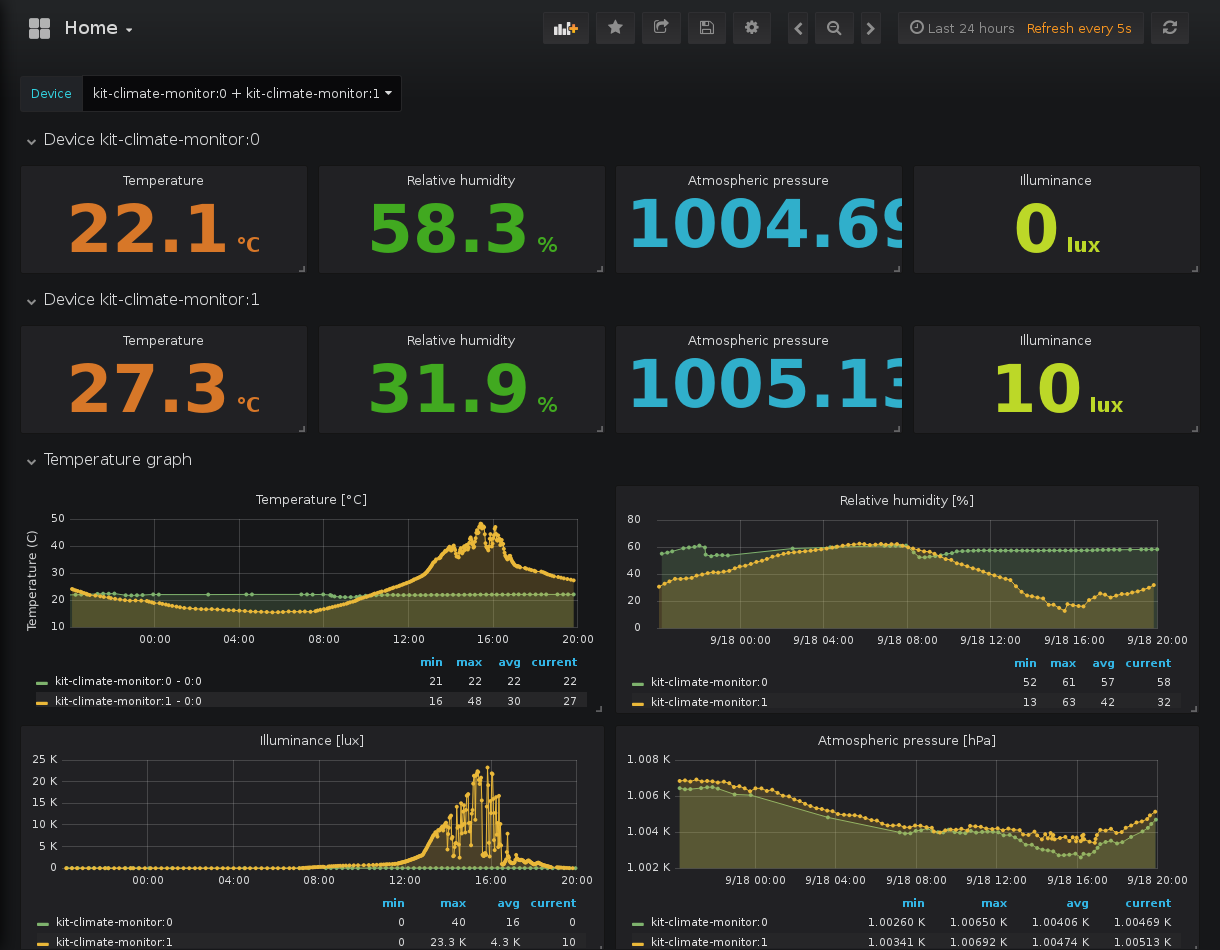 Home
Last 24 hours Refresh every 5s
Device kit-climate-monitor:0 + kit-climate-monitor:1
Device kit-climate-monitor:0
Temperature Relative humidity Atmospheric pressure Illuminance
22.1 °C 58.3 % 1004.69 0 lux
Device kit-climate-monitor:1
Temperature Relative humidity Atmospheric pressure Illuminance
27.3 °C 31.9 % 1005.13 10 lux
Temperature graph
Temperature [°C]
Temperature (C)
50
40
30
20
10
00:00 04:00 08:00 12:00 16:00 20:00
min max avg current
kit-climate-monitor:0 - 0:0 21 22 22 22
kit-climate-monitor:1 - 0:0 16 48 30 27
Relative humidity [%]
80
60
40
20
0
9/18 00:00 9/18 04:00 9/18 08:00 9/18 12:00 9/18 16:00 9/18 20:00
min max avg current
kit-climate-monitor:0 52 61 57 58
kit-climate-monitor:1 13 63 42 32
Illuminance [lux]
25 K
20 K
15 K
10 K
5 K
0
00:00 04:00 08:00 12:00 16:00 20:00
min max avg current
kit-climate-monitor:0 0 40 16 0
kit-climate-monitor:1 0 23.3 K 4.3 K 10
Atmospheric pressure [hPa]
1.008 K
1.006 K
1.004 K
1.002 K
9/18 00:00 9/18 04:00 9/18 08:00 9/18 12:00 9/18 16:00 9/18 20:00
min max avg current
kit-climate-monitor:0 1.00260 K 1.00650 K 1.00406 K 1.00469 K
kit-climate-monitor:1 1.00341 K 1.00692 K 1.00474 K 1.00513 K